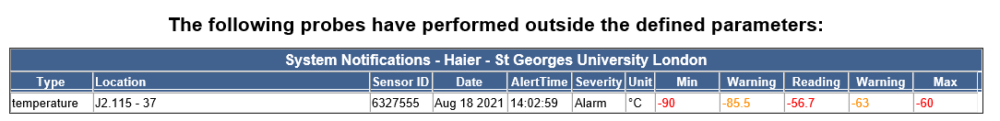 The following probes have performed outside the defined parameters:
System Notifications - Haier - St Georges University London
Type Location Sensor ID Date AlertTime Severity Unit Min Warning Reading Warning Max
temperature J2.115 - 37 6327555 Aug 18 2021 14:02:59 Alarm °C -90 -85.5 -56.7 -63 -60